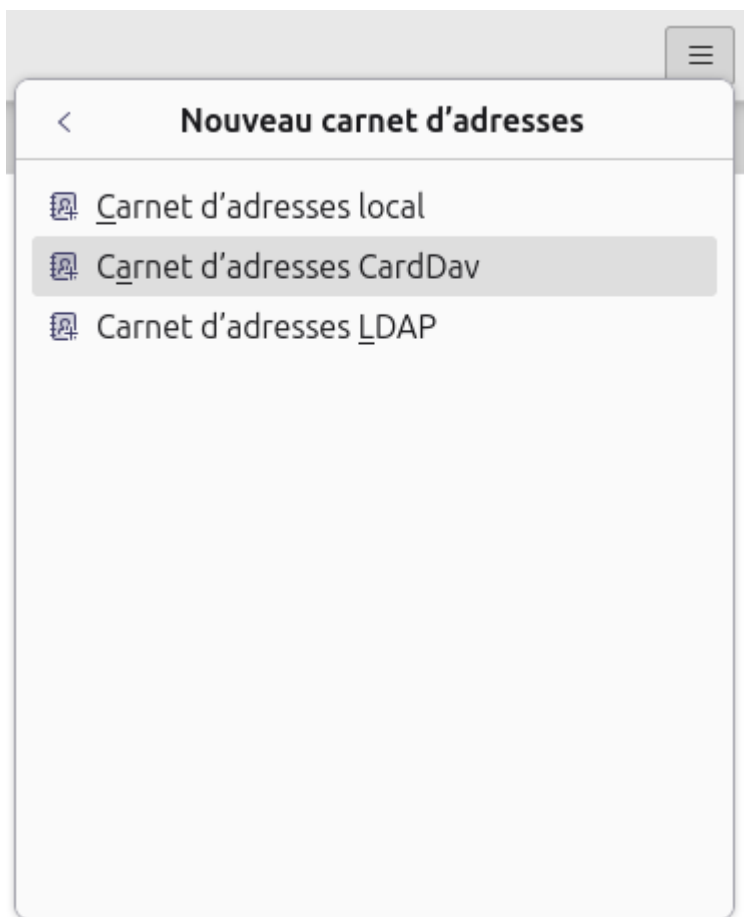 Nouveau carnet d’adresses
Carnet d’adresses local
Carnet d’adresses CardDav
Carnet d’adresses LDAP